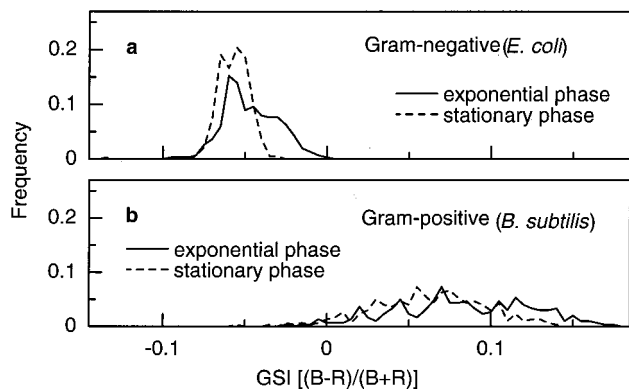 a
Gram-negative (E. coli)
exponential phase
stationary phase
0.2
0.1
0
b
Gram-positive (B. subtilis)
exponential phase
stationary phase
0.2
0.1
0
Frequency
-0.1
0
0.1
GSI [(B-R)/(B+R)]